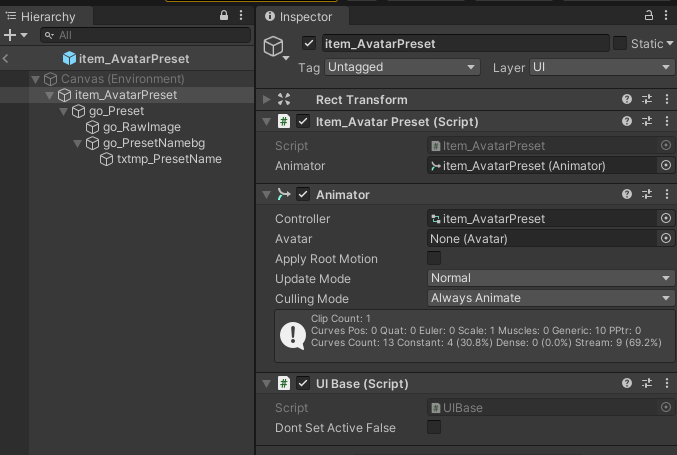 Hierarchy
All
item_AvatarPreset
Canvas (Environment)
item_AvatarPreset
go_Preset
go_RawImage
go_PresetNamebg
txtmp_PresetName
Inspector
item_AvatarPreset
Static
Tag Untagged Layer UI
Rect Transform
Item_Avatar Preset (Script)
Script Item_AvatarPreset
Animator item_AvatarPreset (Animator)
Animator
Controller item_AvatarPreset
Avatar None (Avatar)
Apply Root Motion
Update Mode Normal
Culling Mode Always Animate
Clip Count: 1
Curves Pos: 0 Quat: 0 Euler: 0 Scale: 1 Muscles: 0 Generic: 10 PPtr: 0
Curves Count: 13 Constant: 4 (30.8%) Dense: 0 (0.0%) Stream: 9 (69.2%)
UI Base (Script)
Script UIBase
Dont Set Active False